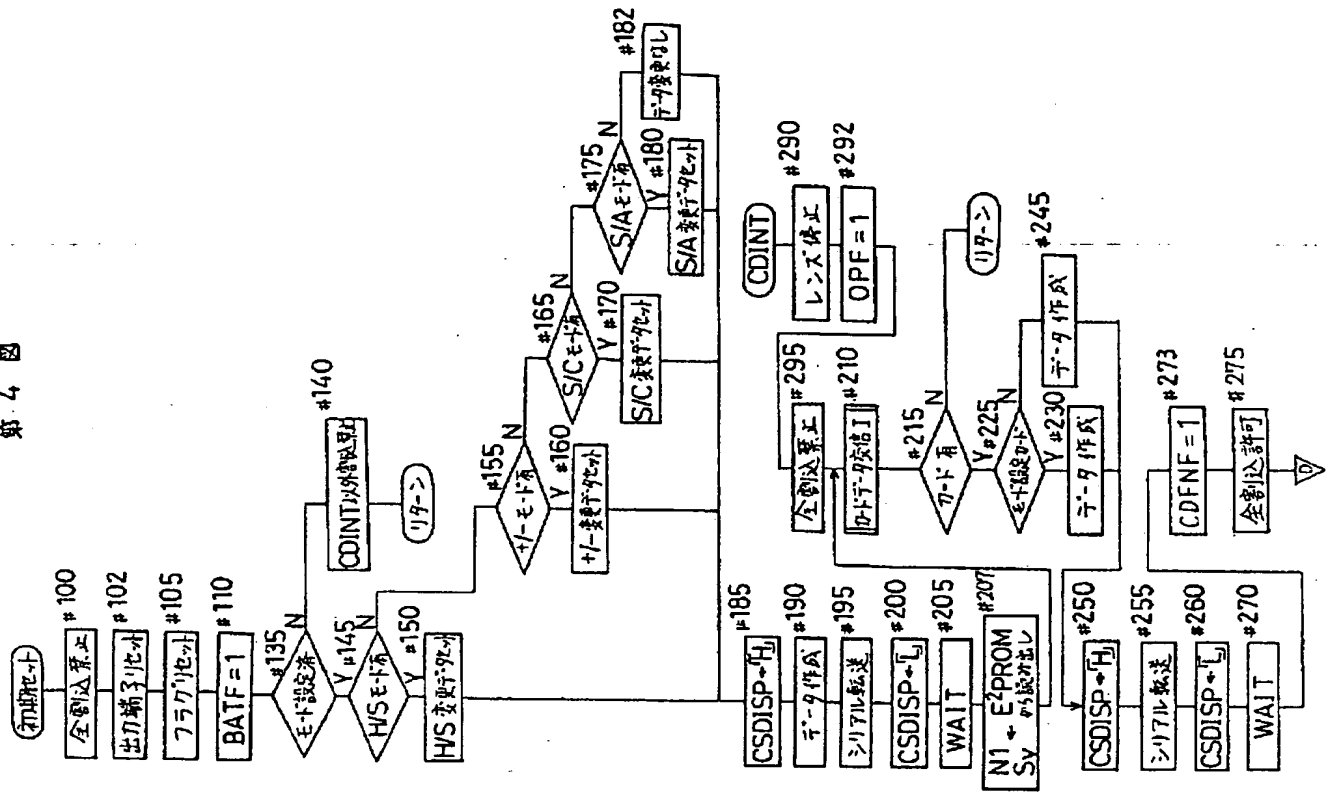 第 4 図
初期セット
全割込禁止 #100
出力端子リセット #102
フラグリセット #105
BATF=1 #110
モード設定済 #135
N
CDINT以外割込禁止 #140
リターン
Y
H/Sモード有 #145
N
Y
H/S 変更データセット #150
+/-モード有 #155
N
Y
+/-変更データセット #160
S/Cモード有 #165
N
Y
S/C変更データセット #170
S/Aモード有 #175
N
Y
S/A変更データセット #180
データ変更なし #182
CSDISP←「H」 #185
データ作成 #190
シリアル転送 #195
CSDISP←「L」 #200
WAIT #205
#207
N1 ← E²PROM
Sv から読み出し
CDINT
レンズ停止 #290
OPF=1 #292
全割込禁止 #295
カードデータ交信I #210
カード有 #215
N
リターン
Y
モード設定カード #225
N
データ作成 #245
Y
データ作成 #230
CSDISP←「H」 #250
シリアル転送 #255
CSDISP←「L」 #260
WAIT #270
CDFNF=1 #273
全割込許可 #275
D